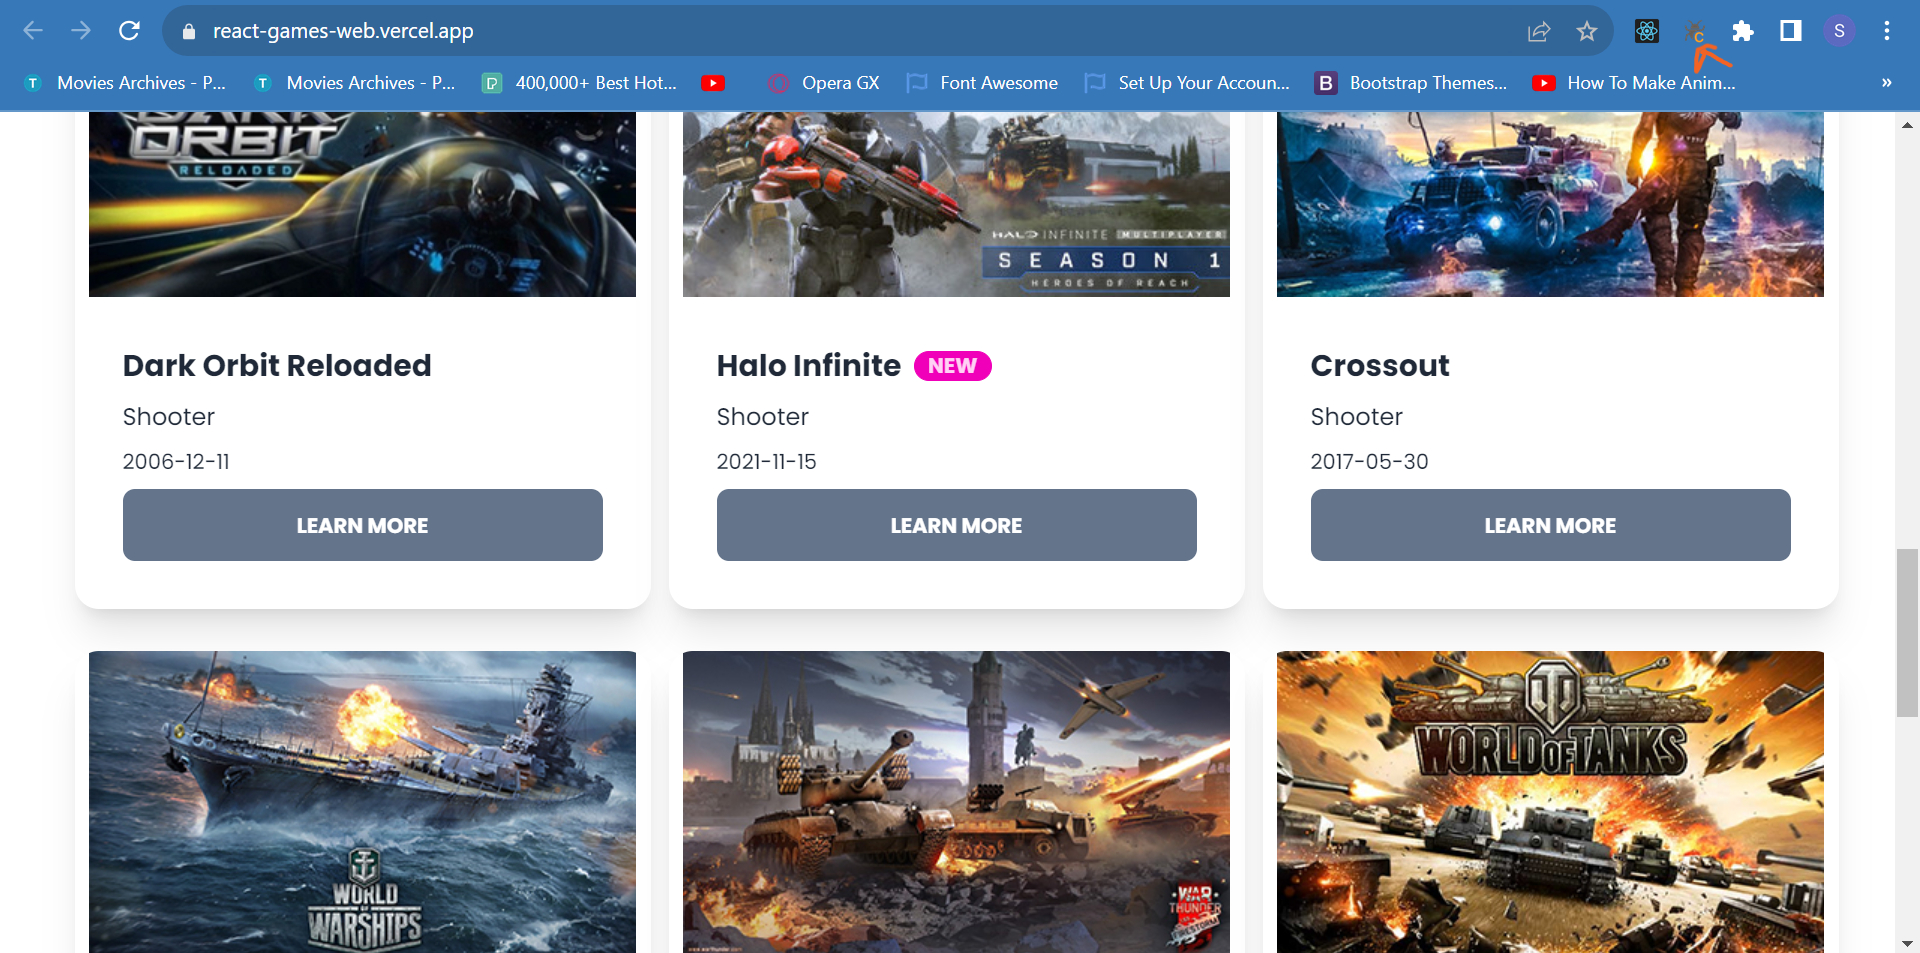 react-games-web.vercel.app
S
T Movies Archives - P... T Movies Archives - P... P 400,000+ Best Hot... Opera GX Font Awesome Set Up Your Accoun... B Bootstrap Themes... How To Make Anim... »
DARK
ORBIT
RELOADED
HALO INFINITE MULTIPLAYER
SEASON 1
HEROES OF REACH
Dark Orbit Reloaded
Shooter
2006-12-11
LEARN MORE
Halo Infinite NEW
Shooter
2021-11-15
LEARN MORE
Crossout
Shooter
2017-05-30
LEARN MORE
WORLD
OF
WARSHIPS
WAR
THUNDER
WORLD OF TANKS